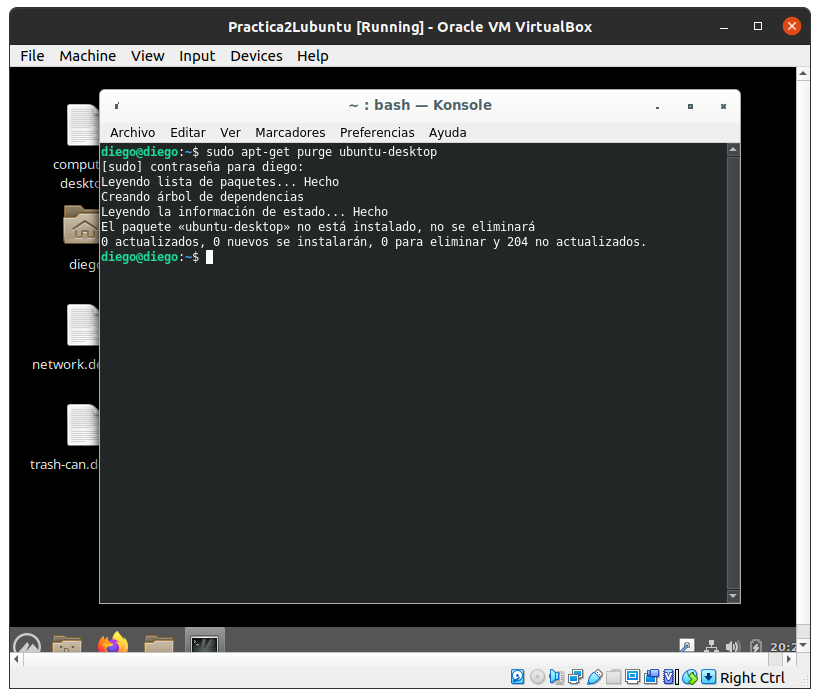 Practica2Lubuntu [Running] - Oracle VM VirtualBox
File Machine View Input Devices Help
~ : bash — Konsole
Archivo Editar Ver Marcadores Preferencias Ayuda
diego@diego:~$ sudo apt-get purge ubuntu-desktop
[sudo] contraseña para diego:
Leyendo lista de paquetes... Hecho
Creando árbol de dependencias
Leyendo la información de estado... Hecho
El paquete «ubuntu-desktop» no está instalado, no se eliminará
0 actualizados, 0 nuevos se instalarán, 0 para eliminar y 204 no actualizados.
diego@diego:~$
comput
deskto
diego
network.de
trash-can.d
20:2
Right Ctrl